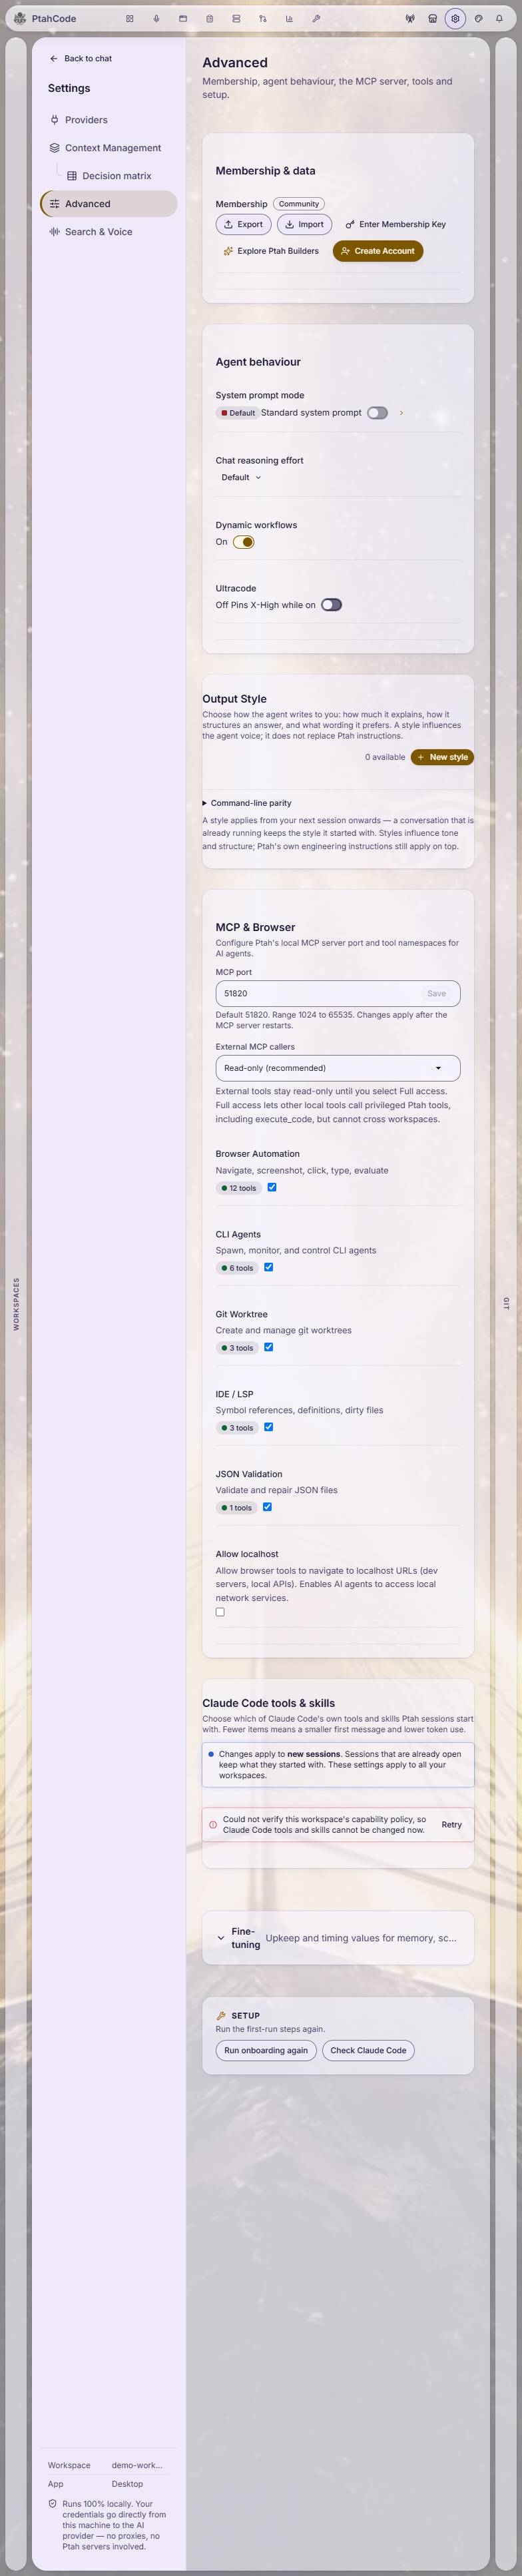 PtahCode
Back to chat
Settings
Providers
Context Management
Decision matrix
Advanced
Search & Voice
WORKSPACES
Workspace demo-work...
App Desktop
Runs 100% locally. Your
credentials go directly from
this machine to the AI
provider — no proxies, no
Ptah servers involved.
Advanced
Membership, agent behaviour, the MCP server, tools and
setup.
Membership & data
Membership Community
Export Import Enter Membership Key
Explore Ptah Builders Create Account
Agent behaviour
System prompt mode
Default Standard system prompt
Chat reasoning effort
Default
Dynamic workflows
On
Ultracode
Off Pins X-High while on
Output Style
Choose how the agent writes to you: how much it explains, how it
structures an answer, and what wording it prefers. A style influences
the agent voice; it does not replace Ptah instructions.
0 available New style
Command-line parity
A style applies from your next session onwards — a conversation that is
already running keeps the style it started with. Styles influence tone
and structure; Ptah's own engineering instructions still apply on top.
MCP & Browser
Configure Ptah's local MCP server port and tool namespaces for
AI agents.
MCP port
51820 Save
Default 51820. Range 1024 to 65535. Changes apply after the
MCP server restarts.
External MCP callers
Read-only (recommended)
External tools stay read-only until you select Full access.
Full access lets other local tools call privileged Ptah tools,
including execute_code, but cannot cross workspaces.
Browser Automation
Navigate, screenshot, click, type, evaluate
12 tools
CLI Agents
Spawn, monitor, and control CLI agents
6 tools
Git Worktree
Create and manage git worktrees
3 tools
IDE / LSP
Symbol references, definitions, dirty files
3 tools
JSON Validation
Validate and repair JSON files
1 tools
Allow localhost
Allow browser tools to navigate to localhost URLs (dev
servers, local APIs). Enables AI agents to access local
network services.
Claude Code tools & skills
Choose which of Claude Code's own tools and skills Ptah sessions start
with. Fewer items means a smaller first message and lower token use.
Changes apply to new sessions. Sessions that are already open
keep what they started with. These settings apply to all your
workspaces.
Could not verify this workspace's capability policy, so
Claude Code tools and skills cannot be changed now.
Retry
Fine-
tuning
Upkeep and timing values for memory, sc...
SETUP
Run the first-run steps again.
Run onboarding again Check Claude Code
GIT